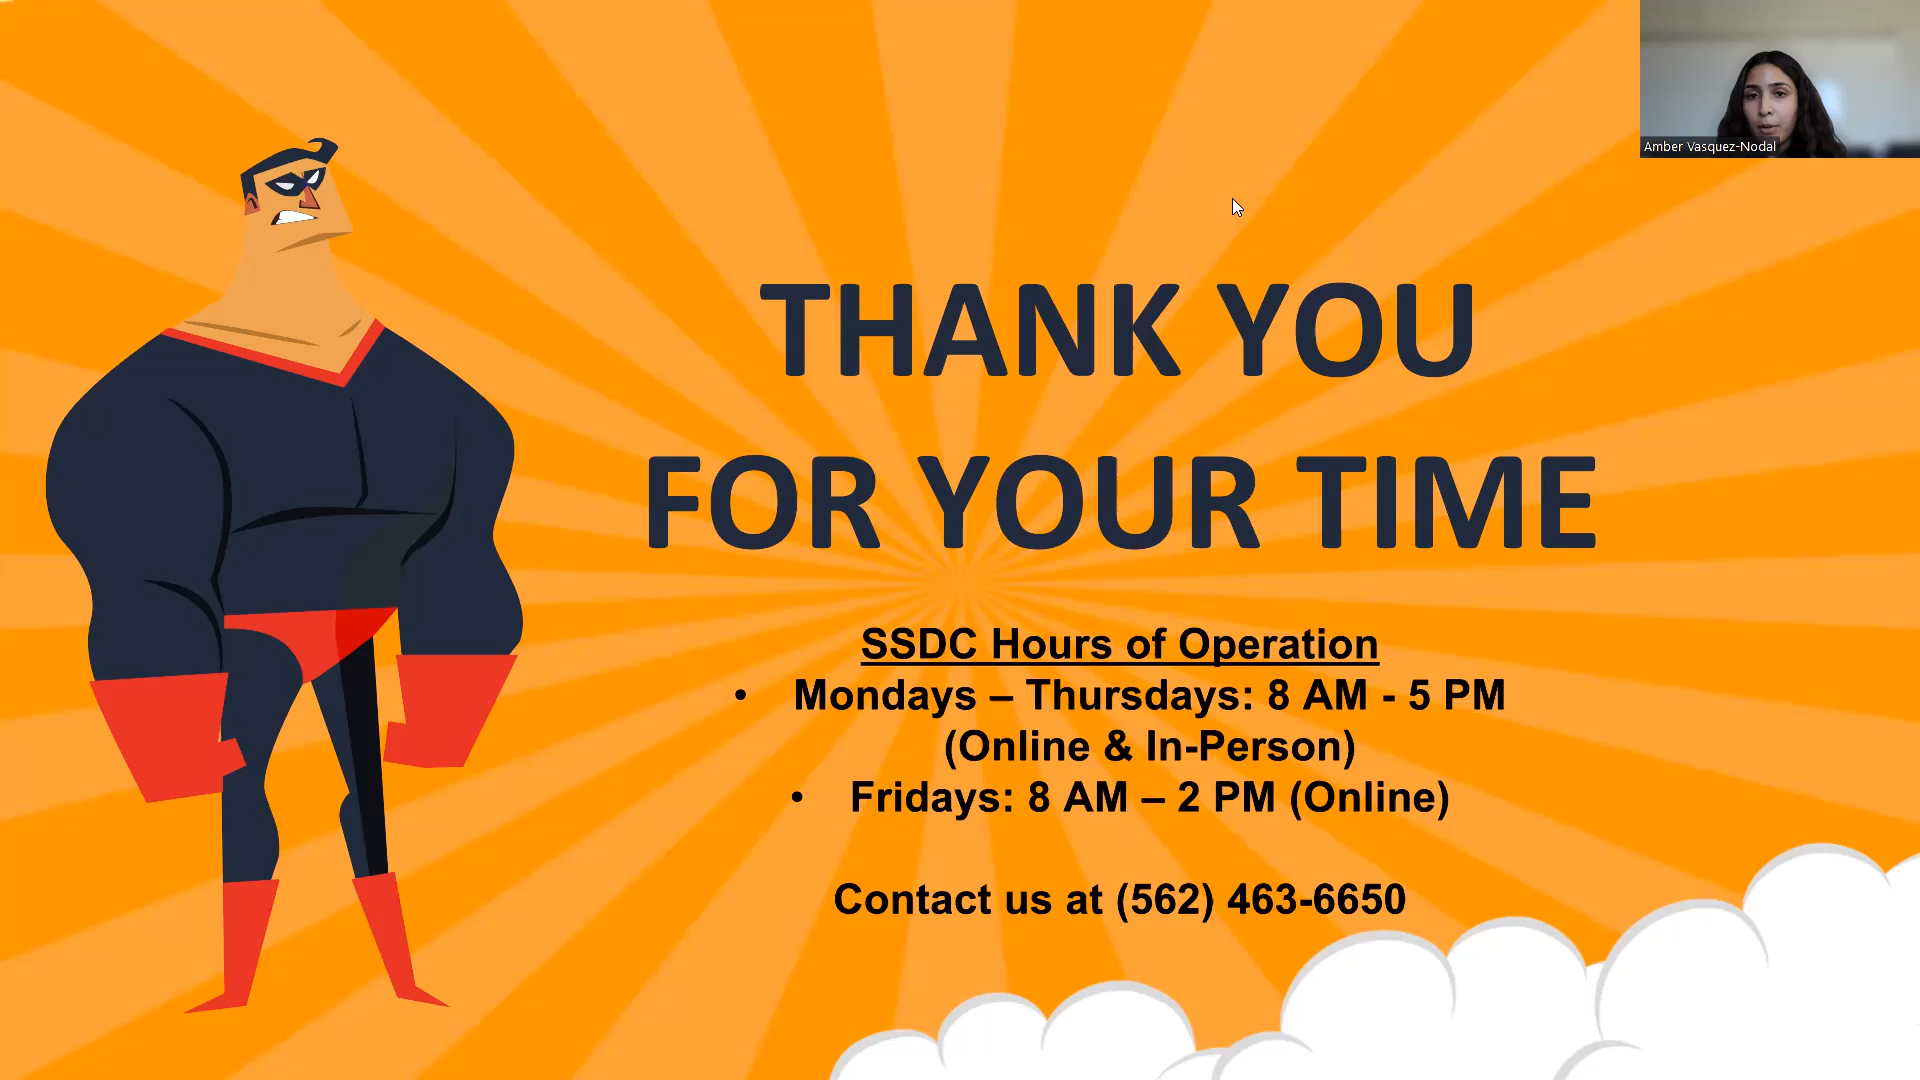 Amber Vasquez-Nodal
THANK YOU
FOR YOUR TIME
SSDC Hours of Operation
• Mondays – Thursdays: 8 AM - 5 PM
(Online & In-Person)
• Fridays: 8 AM – 2 PM (Online)
Contact us at (562) 463-6650